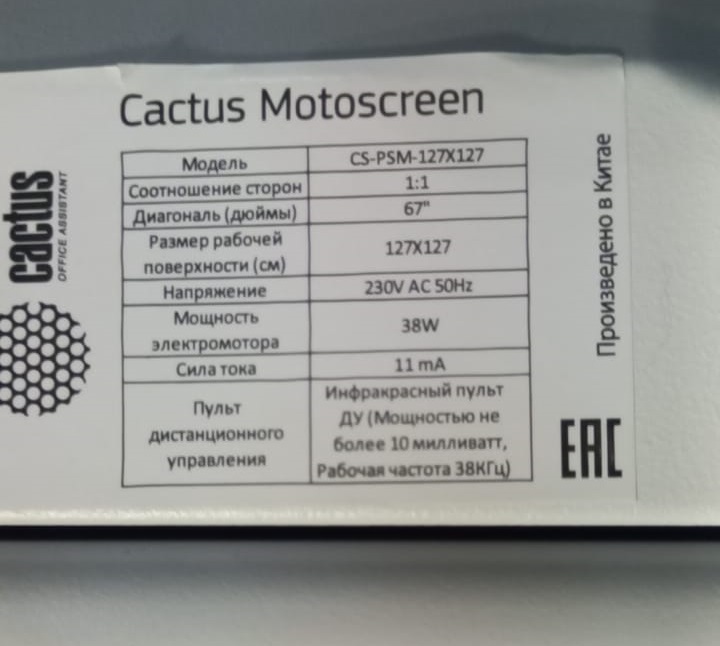 Cactus Motoscreen
Модель CS-PSM-127X127
Соотношение сторон 1:1
Диагональ (дюймы) 67"
Размер рабочей
поверхности (см)
127X127
Напряжение 230V AC 50Hz
Мощность
электромотора
38W
Сила тока 11 mA
Пульт
дистанционного
управления
Инфракрасный пульт
ДУ (Мощностью не
более 10 милливатт,
Рабочая частота 38КГц)
cactus
OFFICE ASSISTANT
Произведено в Китае
EAC